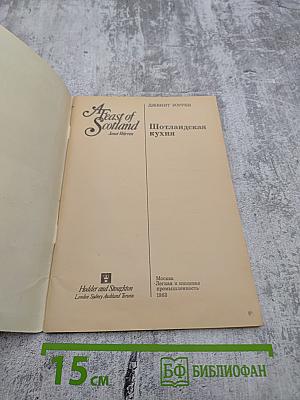 A Feast of
Scotland
Janet Warren
ДЖАНЕТ УОРРЕН
Шотландская
кухня
Hodder and Stoughton
London Sydney Auckland Toronto
Москва
Легкая и пищевая
промышленность
1983
15 см
БФ БИБЛИОФАН